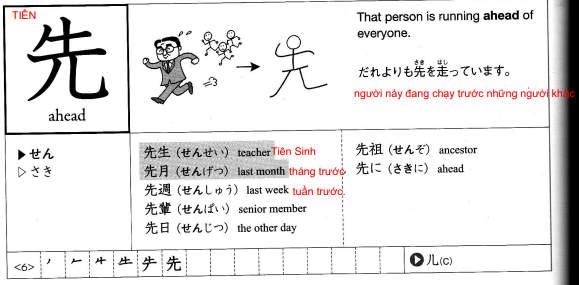 TIÊN
先
ahead
That person is running ahead of
everyone.
だれよりも先を走っています。
さき はし
người này đang chạy trước những người khác
▶せん
▷さき
先生（せんせい） teacher Tiên Sinh
先月（せんげつ） last month tháng trước
先週（せんしゅう） last week tuần trước.
先輩（せんぱい） senior member
先日（せんじつ） the other day
先祖（せんぞ） ancestor
先に（さきに） ahead
<6>
先
儿(C)